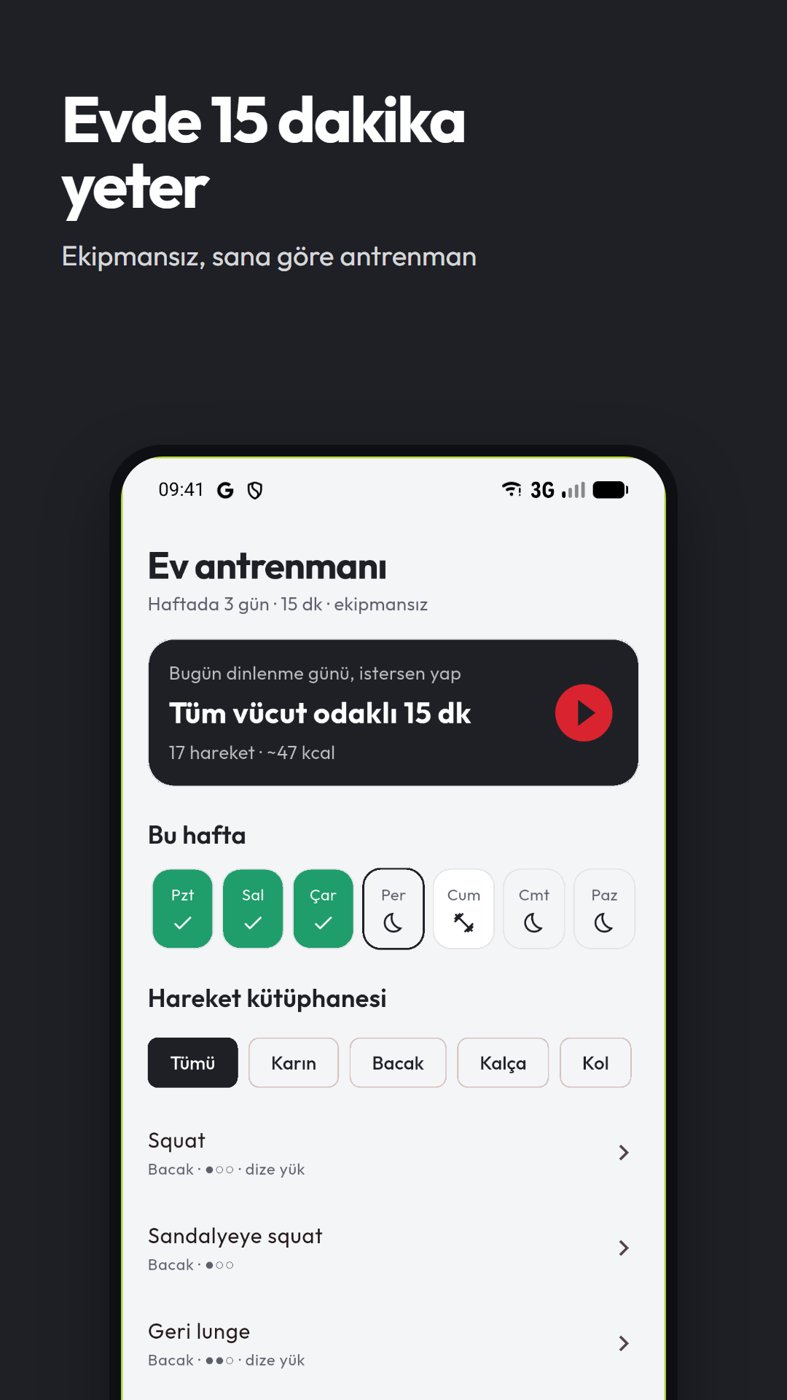 Evde 15 dakika
yeter
Ekipmansız, sana göre antrenman
09:41 G 3G
Ev antrenmanı
Haftada 3 gün · 15 dk · ekipmansız
Bugün dinlenme günü, istersen yap
Tüm vücut odaklı 15 dk
17 hareket · ~47 kcal
Bu hafta
Pzt Sal Çar Per Cum Cmt Paz
Hareket kütüphanesi
Tümü Karın Bacak Kalça Kol
Squat
Bacak · ●○○ · dize yük
Sandalyeye squat
Bacak · ●○○
Geri lunge
Bacak · ●●○ · dize yük